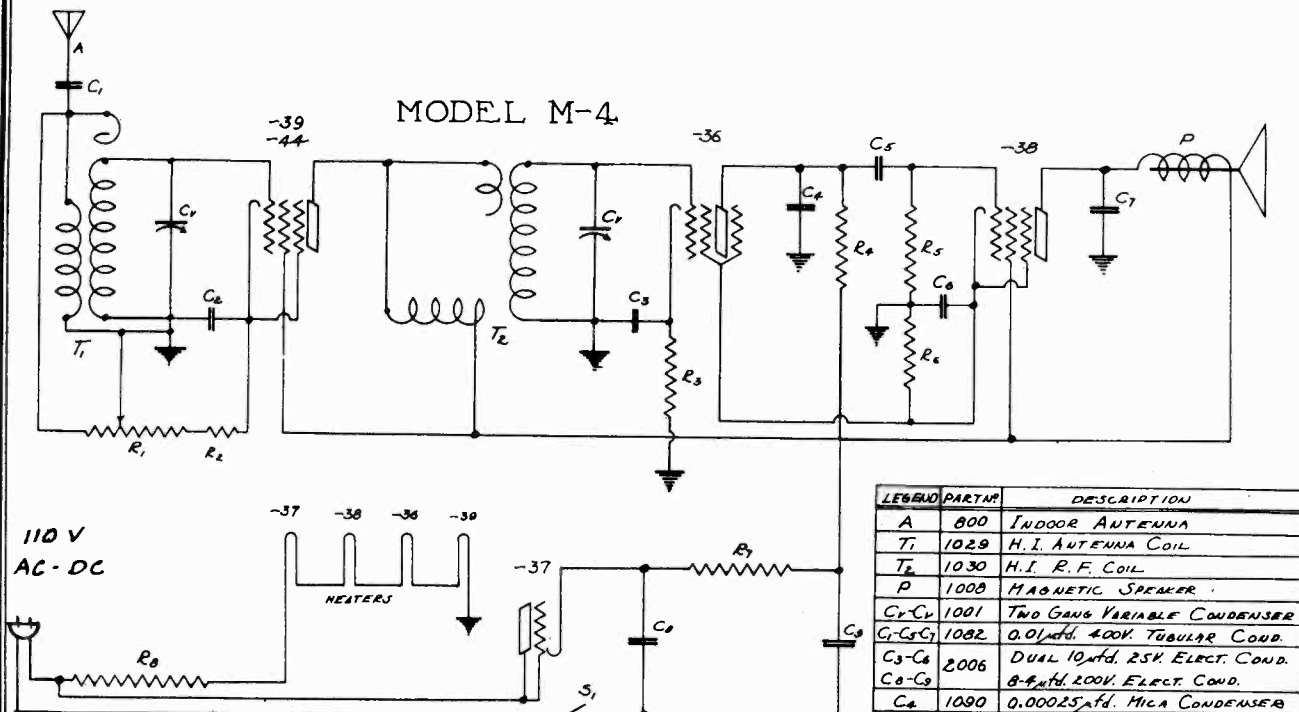 A
C1
MODEL M-4
-39
-44
-36
C5
-38
P
Cv
Cv
C4
C7
R4
R5
C2
C3
C6
T1
T2
R3
R6
R1
R2
110 V
AC-DC
-37
-38
-36
-39
HEATERS
-37
R7
C8
C9
R8
S1
LEGEND PART Nº DESCRIPTION
A 800 INDOOR ANTENNA
T1 1029 H.I. ANTENNA COIL
T2 1030 H.I. R.F. COIL
P 1008 MAGNETIC SPEAKER
Cv-Cv 1001 TWO GANG VARIABLE CONDENSER
C1-C5-C7 1082 0.01 µfd. 400V. TUBULAR COND.
C3-C6 2006 DUAL 10 µfd. 25V. ELECT. COND.
C8-C9 8-4 µfd. 200V. ELECT. COND.
C4 1090 0.00025 µfd. MICA CONDENSER